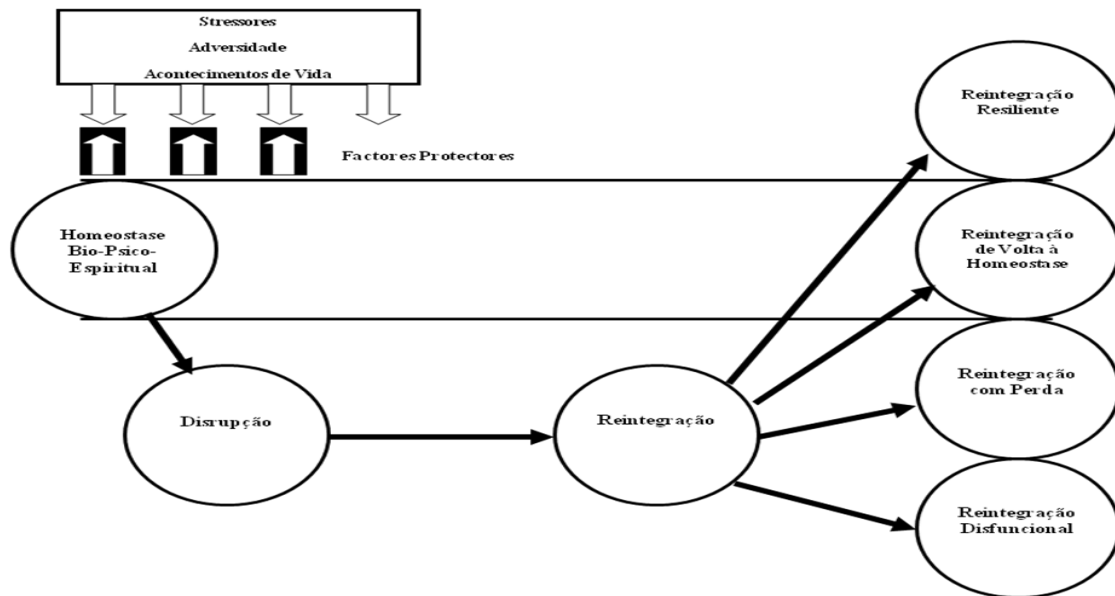 Stressores
Adversidade
Acontecimentos de Vida
Factores Protectores
Homeostase
Bio-Psico-
Espiritual
Disrupção
Reintegração
Reintegração
Resiliente
Reintegração
de Volta à
Homeostase
Reintegração
com Perda
Reintegração
Disfuncional